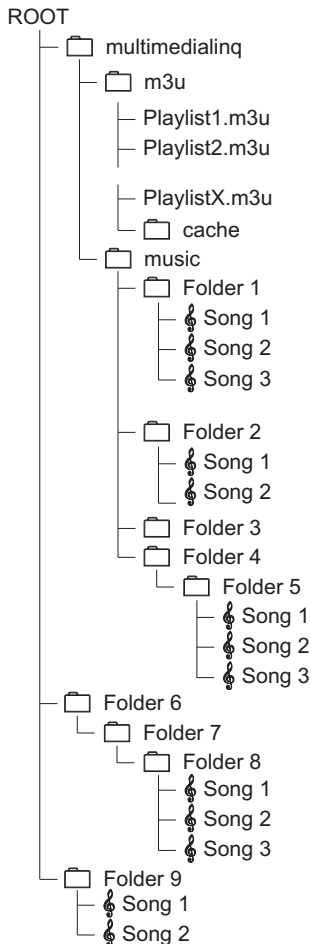 ROOT
multimedialinq
m3u
Playlist1.m3u
Playlist2.m3u
PlaylistX.m3u
cache
music
Folder 1
Song 1
Song 2
Song 3
Folder 2
Song 1
Song 2
Folder 3
Folder 4
Folder 5
Song 1
Song 2
Song 3
Folder 6
Folder 7
Folder 8
Song 1
Song 2
Song 3
Folder 9
Song 1
Song 2